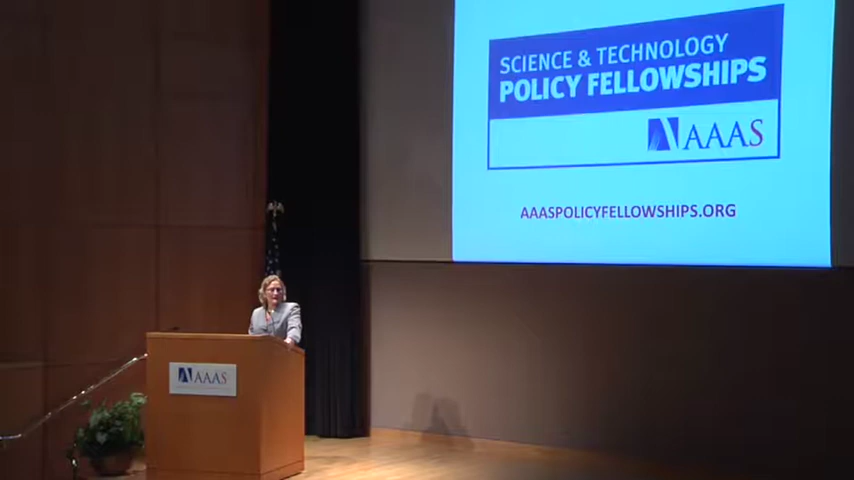 SCIENCE & TECHNOLOGY
POLICY FELLOWSHIPS
AAAS
AAASPOLICYFELLOWSHIPS.ORG
AAAS